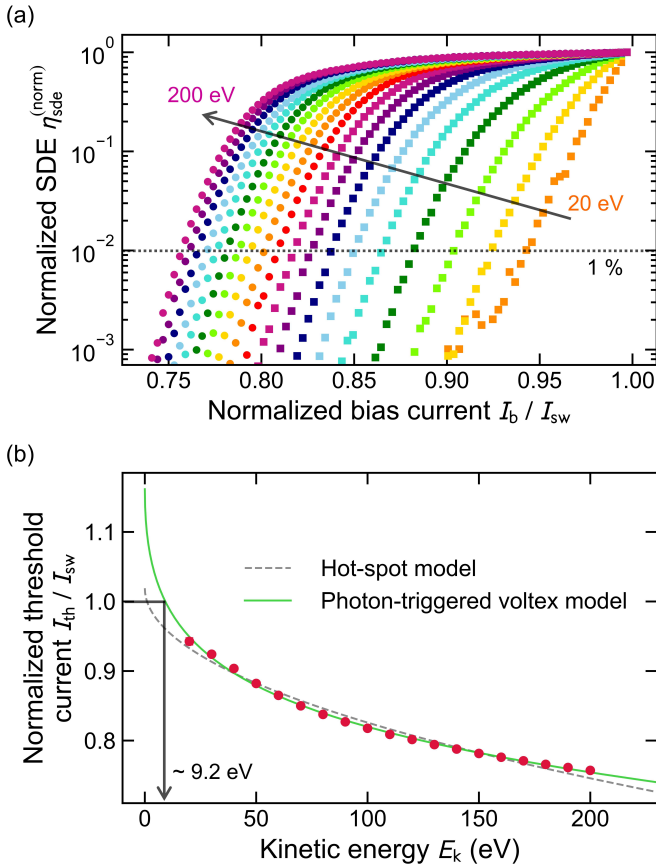 (a)
Normalized SDE η_sde^(norm)
10⁰
10⁻¹
10⁻²
10⁻³
200 eV
20 eV
1 %
0.75 0.80 0.85 0.90 0.95 1.00
Normalized bias current I_b / I_sw
(b)
Normalized threshold
current I_th / I_sw
1.1
1.0
0.9
0.8
Hot-spot model
Photon-triggered voltex model
~ 9.2 eV
0 50 100 150 200
Kinetic energy E_k (eV)